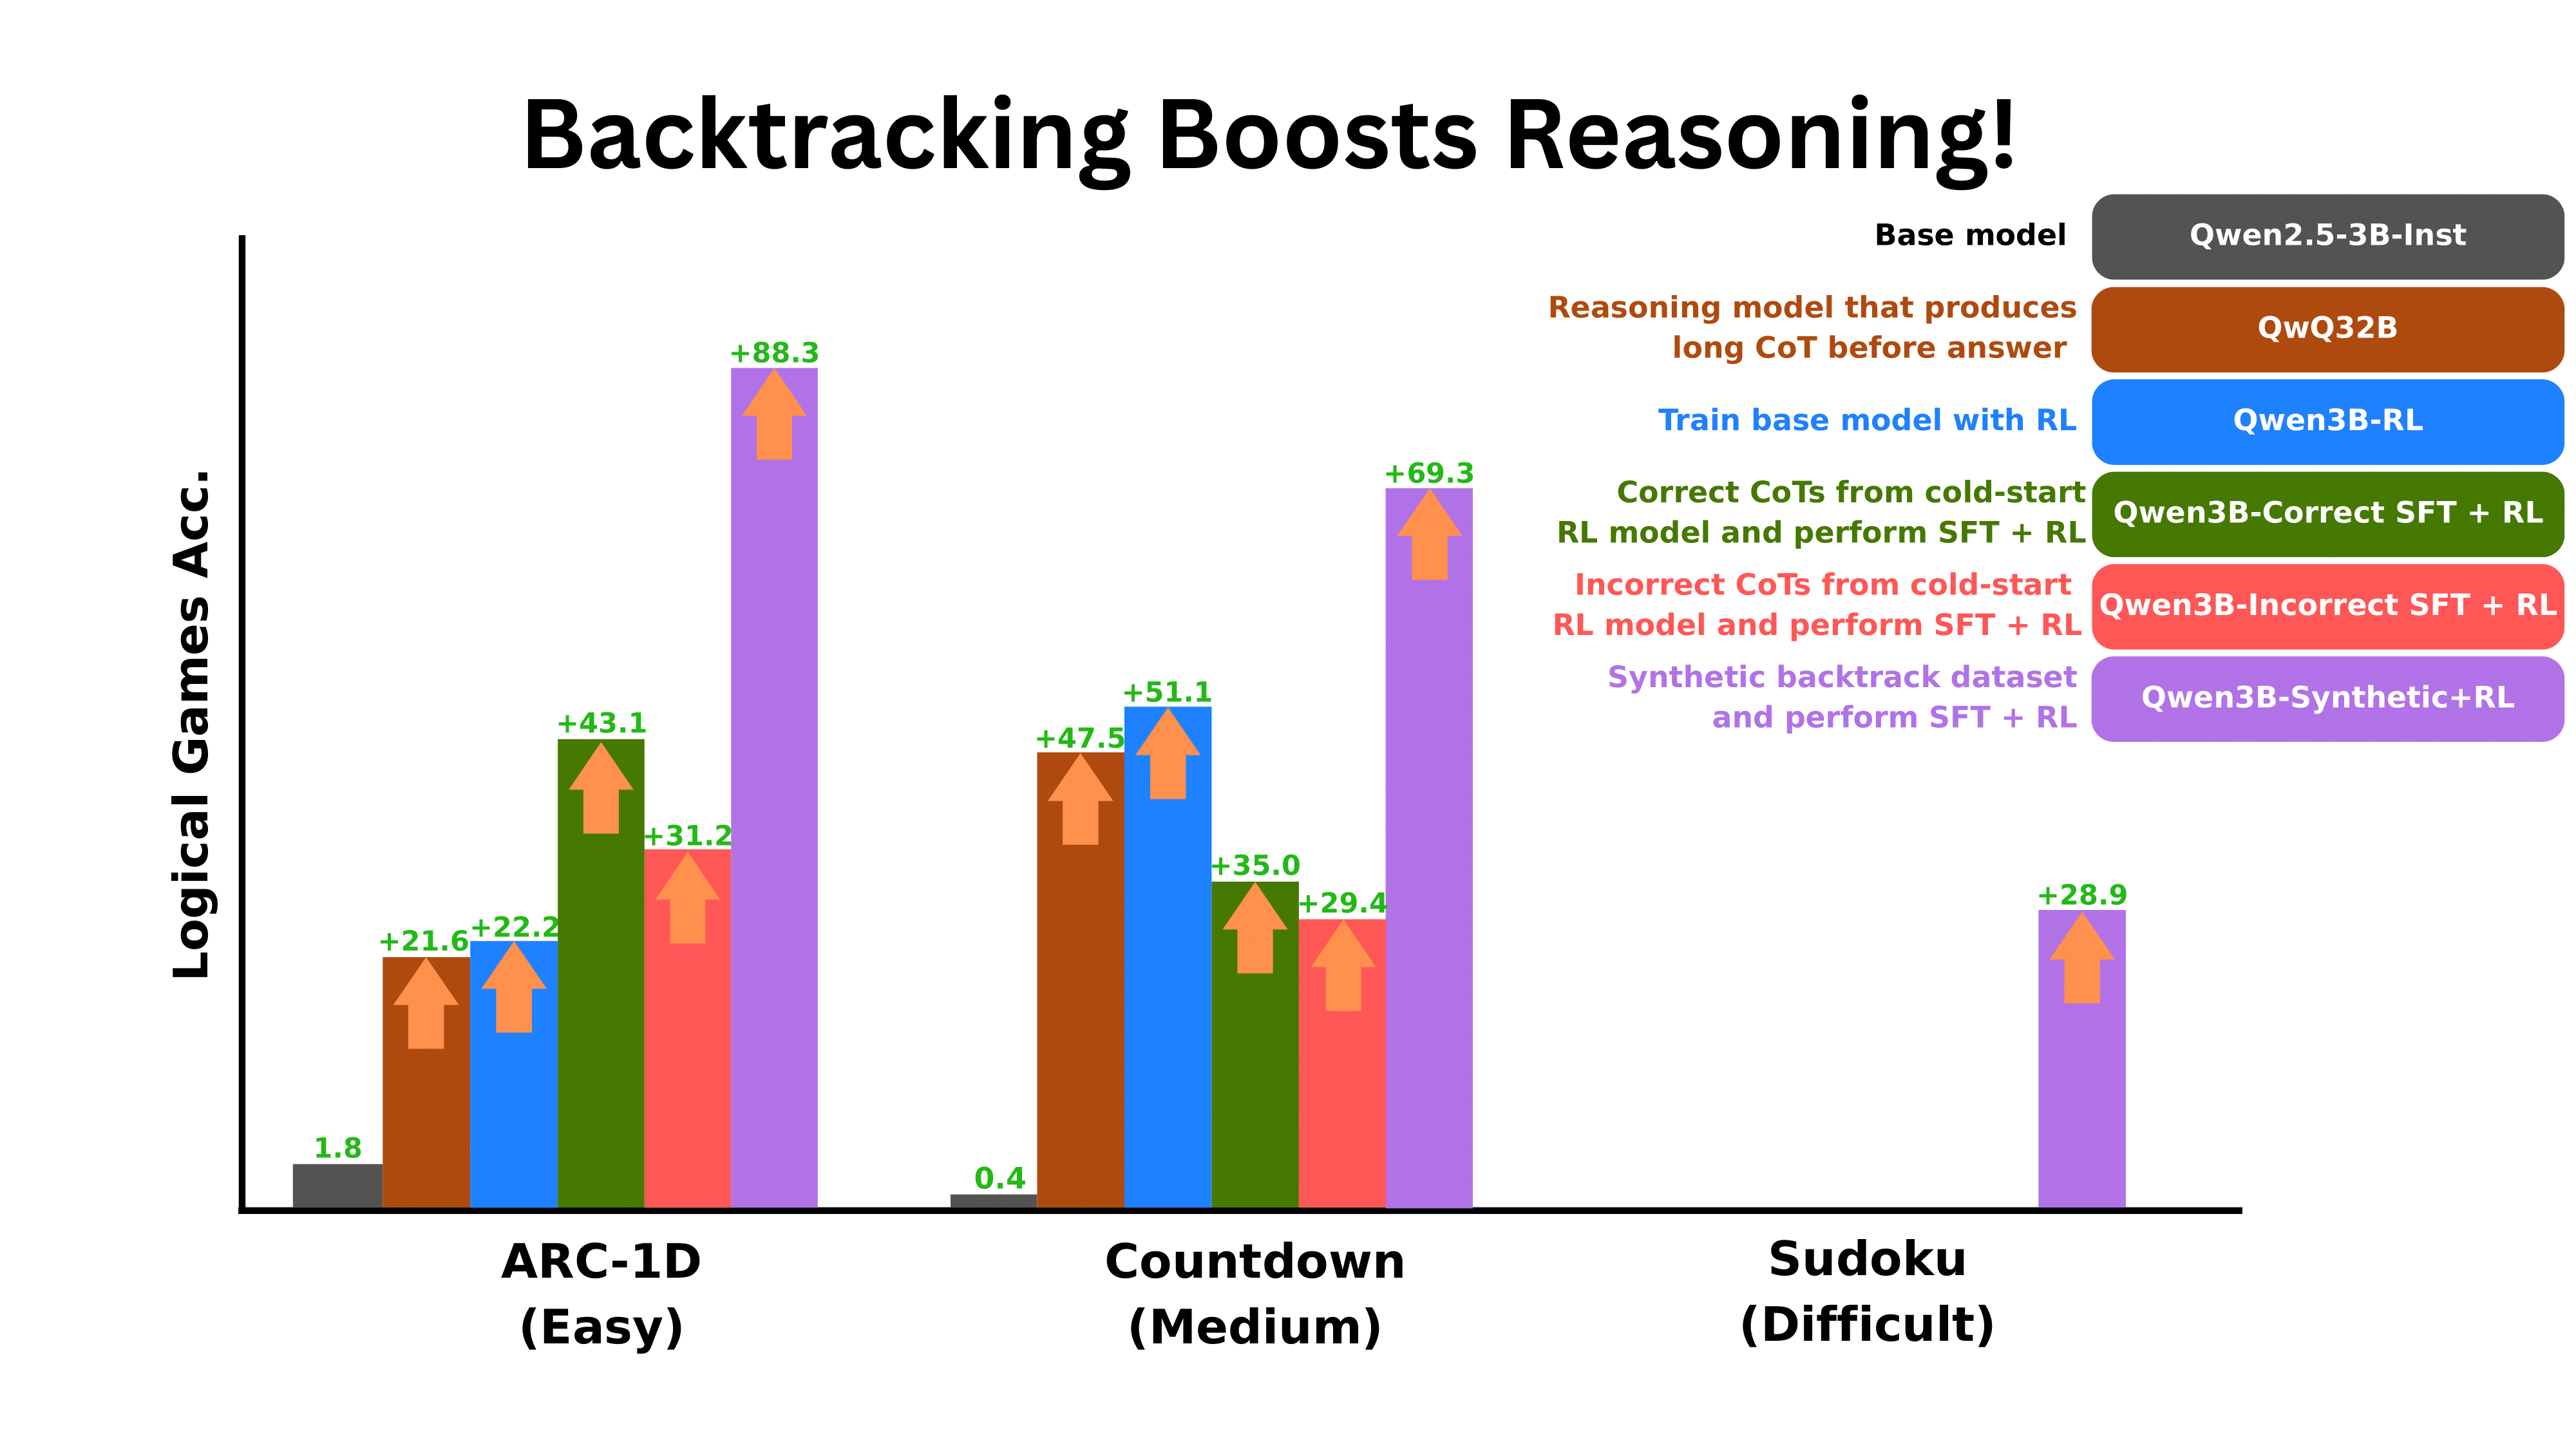 Backtracking Boosts Reasoning!
Base model
Qwen2.5-3B-Inst
Reasoning model that produces
long CoT before answer
QwQ32B
Train base model with RL
Qwen3B-RL
Correct CoTs from cold-start
RL model and perform SFT + RL
Qwen3B-Correct SFT + RL
Incorrect CoTs from cold-start
RL model and perform SFT + RL
Qwen3B-Incorrect SFT + RL
Synthetic backtrack dataset
and perform SFT + RL
Qwen3B-Synthetic+RL
Logical Games Acc.
1.8
+21.6
+22.2
+43.1
+31.2
+88.3
0.4
+47.5
+51.1
+35.0
+29.4
+69.3
+28.9
ARC-1D
(Easy)
Countdown
(Medium)
Sudoku
(Difficult)